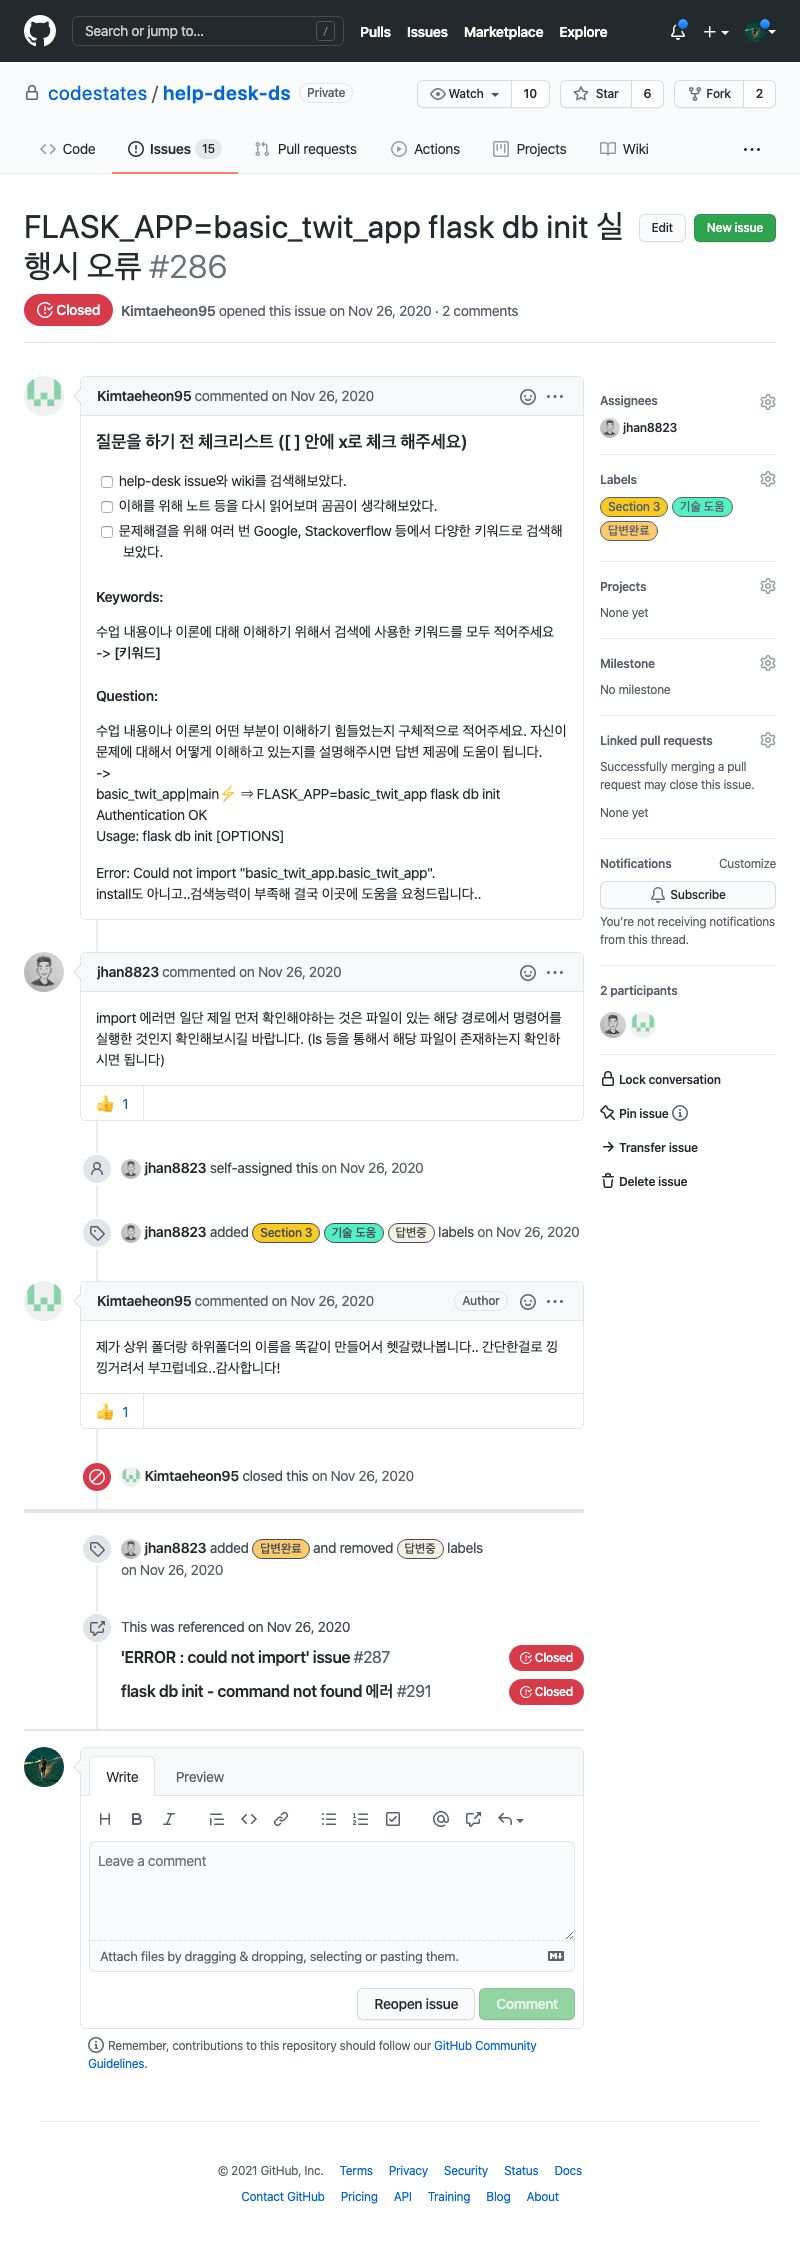 Search or jump to... /
Pulls Issues Marketplace Explore
codestates / help-desk-ds Private
Watch 10 Star 6 Fork 2
Code Issues 15 Pull requests Actions Projects Wiki ...
FLASK_APP=basic_twit_app flask db init 실
행시 오류 #286
Edit New issue
Closed Kimtaeheon95 opened this issue on Nov 26, 2020 · 2 comments
Kimtaeheon95 commented on Nov 26, 2020
질문을 하기 전 체크리스트 ([ ] 안에 x로 체크 해주세요)
help-desk issue와 wiki를 검색해보았다.
이해를 위해 노트 등을 다시 읽어보며 곰곰이 생각해보았다.
문제해결을 위해 여러 번 Google, Stackoverflow 등에서 다양한 키워드로 검색해
보았다.
Keywords:
수업 내용이나 이론에 대해 이해하기 위해서 검색에 사용한 키워드를 모두 적어주세요
-> [키워드]
Question:
수업 내용이나 이론의 어떤 부분이 이해하기 힘들었는지 구체적으로 적어주세요. 자신이
문제에 대해서 어떻게 이해하고 있는지를 설명해주시면 답변 제공에 도움이 됩니다.
->
basic_twit_app|main⚡ ⇒ FLASK_APP=basic_twit_app flask db init
Authentication OK
Usage: flask db init [OPTIONS]
Error: Could not import "basic_twit_app.basic_twit_app".
install도 아니고..검색능력이 부족해 결국 이곳에 도움을 요청드립니다..
jhan8823 commented on Nov 26, 2020
import 에러면 일단 제일 먼저 확인해야하는 것은 파일이 있는 해당 경로에서 명령어를
실행한 것인지 확인해보시길 바랍니다. (ls 등을 통해서 해당 파일이 존재하는지 확인하
시면 됩니다)
👍 1
jhan8823 self-assigned this on Nov 26, 2020
jhan8823 added Section 3 기술 도움 답변중 labels on Nov 26, 2020
Kimtaeheon95 commented on Nov 26, 2020 Author
제가 상위 폴더랑 하위폴더의 이름을 똑같이 만들어서 헷갈렸나봅니다.. 간단한걸로 낑
낑거려서 부끄럽네요..감사합니다!
👍 1
Kimtaeheon95 closed this on Nov 26, 2020
jhan8823 added 답변완료 and removed 답변중 labels
on Nov 26, 2020
This was referenced on Nov 26, 2020
'ERROR : could not import' issue #287 Closed
flask db init - command not found 에러 #291 Closed
Assignees
jhan8823
Labels
Section 3 기술 도움
답변완료
Projects
None yet
Milestone
No milestone
Linked pull requests
Successfully merging a pull
request may close this issue.
None yet
Notifications Customize
Subscribe
You're not receiving notifications
from this thread.
2 participants
Lock conversation
Pin issue
Transfer issue
Delete issue
Write Preview
H B I
Leave a comment
Attach files by dragging & dropping, selecting or pasting them.
Reopen issue Comment
Remember, contributions to this repository should follow our GitHub Community
Guidelines.
© 2021 GitHub, Inc. Terms Privacy Security Status Docs
Contact GitHub Pricing API Training Blog About